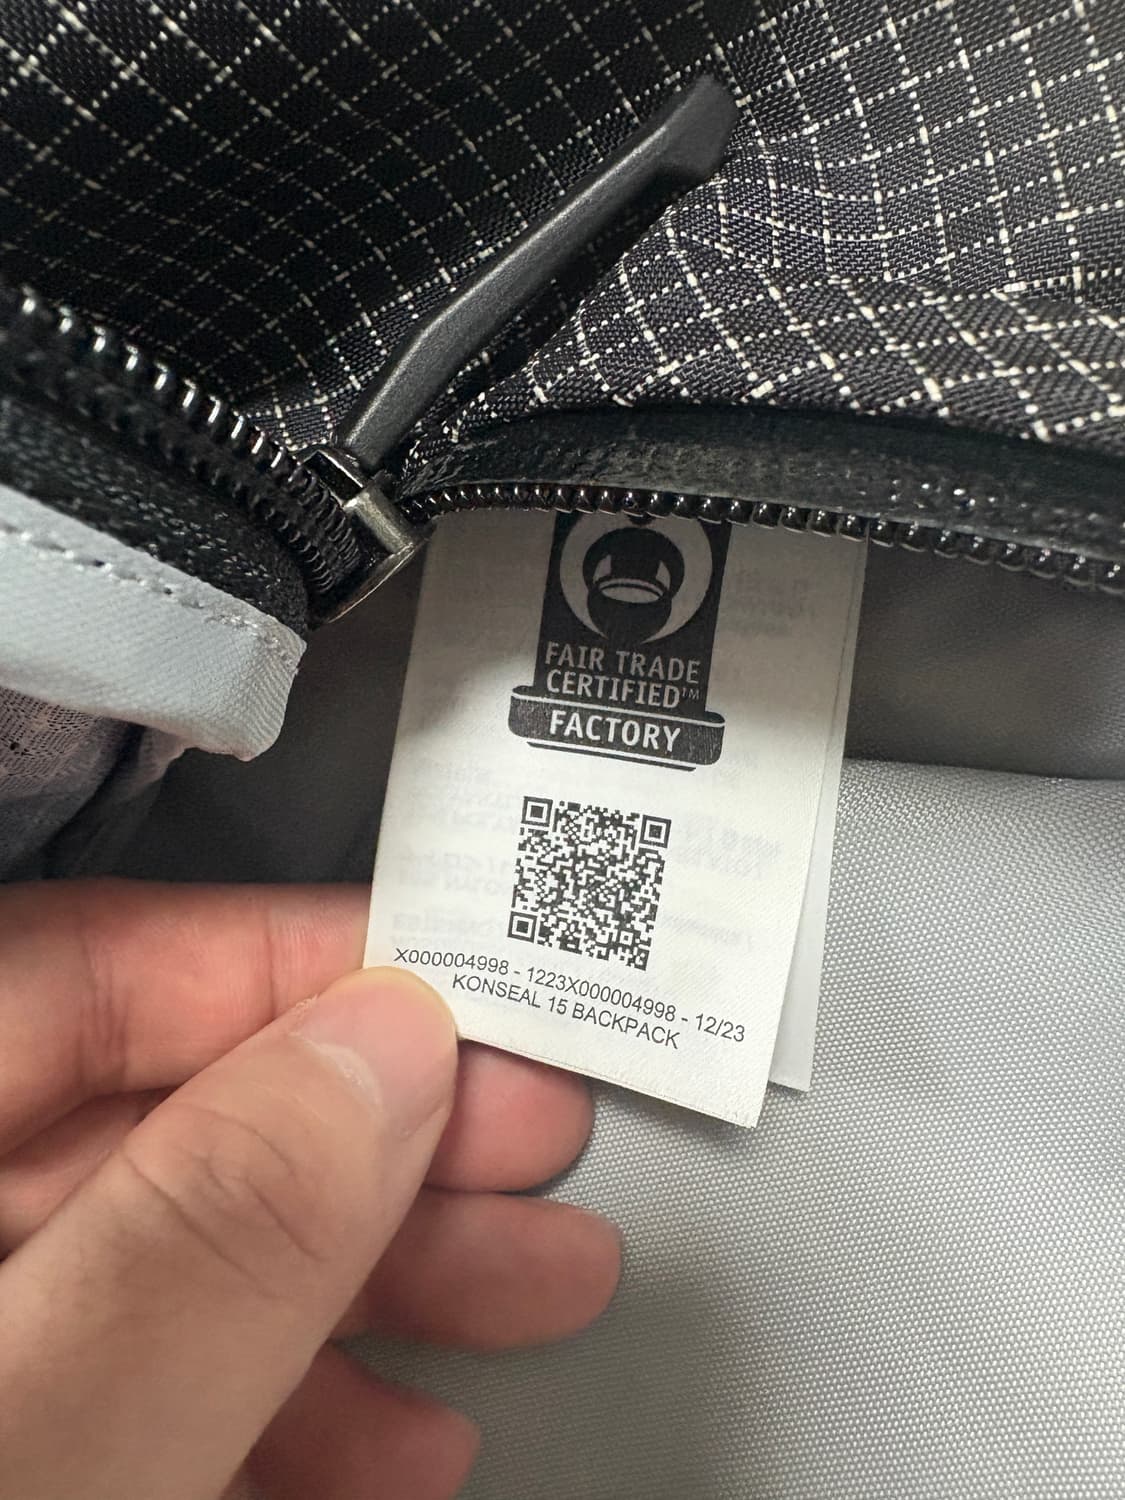 FAIR TRADE
CERTIFIED™
FACTORY
X000004998 - 1223X000004998 - 12/23
KONSEAL 15 BACKPACK